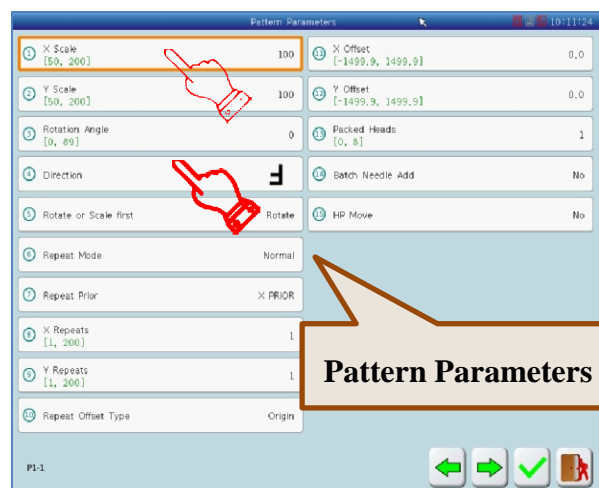 Pattern Parameters
10:11:24
1 X Scale
[50, 200]
100
2 Y Scale
[50, 200]
100
3 Rotation Angle
[0, 89]
0
4 Direction
5 Rotate or Scale first
Rotate
6 Repeat Mode
Normal
7 Repeat Prior
X PRIOR
8 X Repeats
[1, 200]
1
9 Y Repeats
[1, 200]
1
10 Repeat Offset Type
Origin
11 X Offset
[-1499.9, 1499.9]
0.0
12 Y Offset
[-1499.9, 1499.9]
0.0
13 Packed Heads
[0, 8]
1
14 Batch Needle Add
No
15 HP Move
No
Pattern Parameters
P1-1